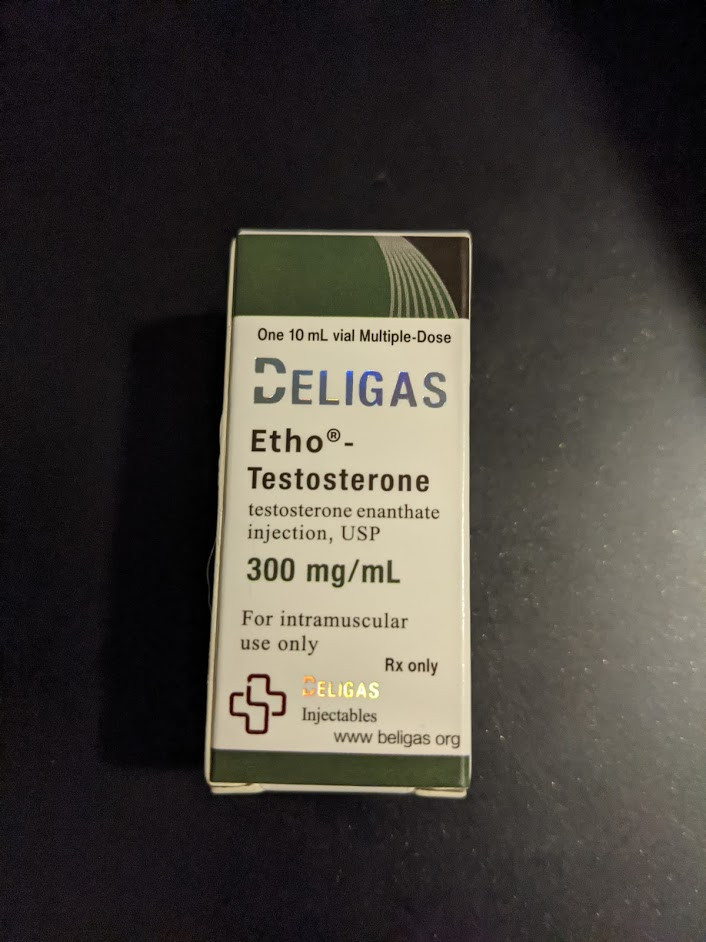 One 10 mL vial Multiple-Dose
BELIGAS
Etho®-
Testosterone
testosterone enanthate
injection, USP
300 mg/mL
For intramuscular
use only
Rx only
BELIGAS
Injectables
www beligas org